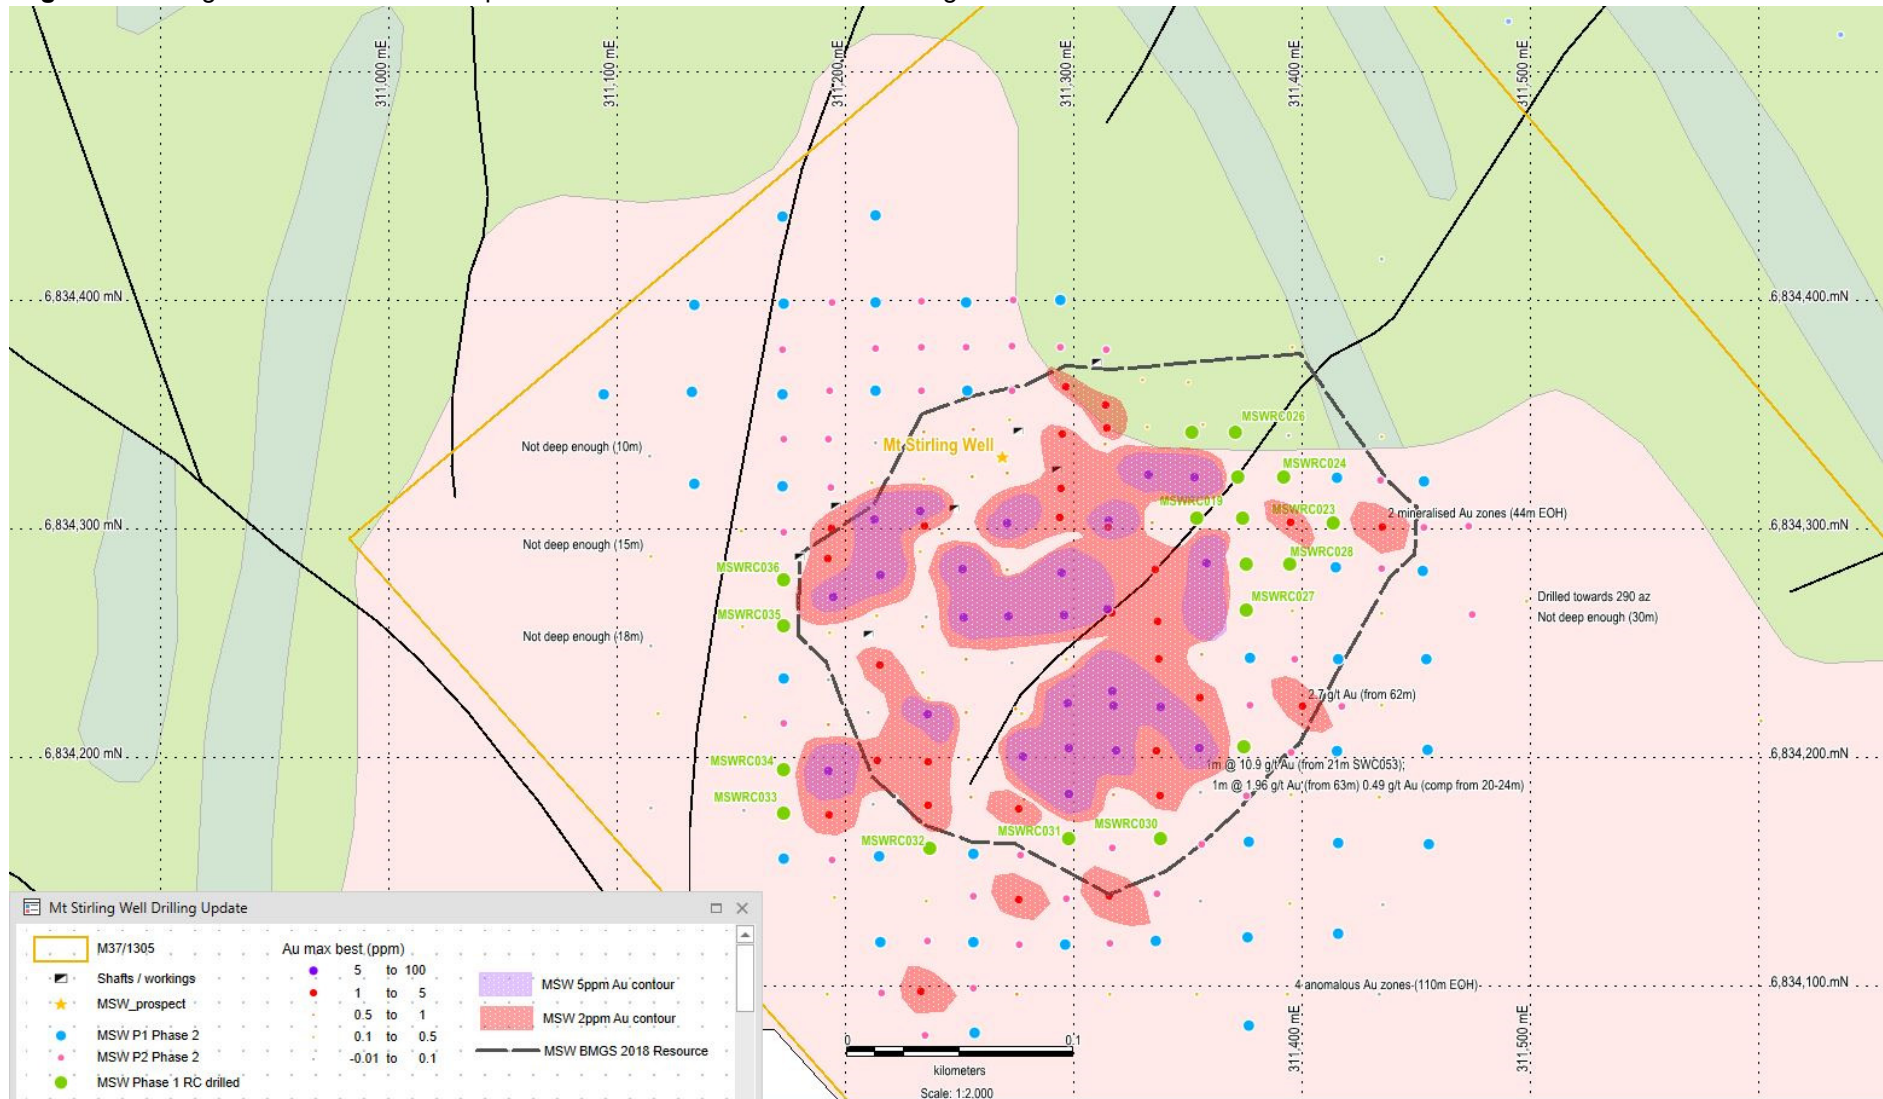 311,000 mE
311,100 mE
311,200 mE
311,300 mE
311,400 mE
311,500 mE
6,834,400 mN
6,834,400 mN
MSWRC026
Mt Stirling Well
Not deep enough (10m)
MSWRC024
MSWRC019
MSWRC023
2 mineralised Au zones (44m EOH)
6,834,300 mN
6,834,300 mN
Not deep enough (15m)
MSWRC028
MSWRC036
MSWRC027
Drilled towards 290 az
Not deep enough (30m)
MSWRC035
Not deep enough (18m)
2.7 g/t Au (from 62m)
6,834,200 mN
6,834,200 mN
MSWRC034
1m @ 10.9 g/t Au (from 21m SWC053);
1m @ 1.96 g/t Au (from 63m) 0.49 g/t Au (comp from 20-24m)
MSWRC033
MSWRC032
MSWRC031
MSWRC030
4 anomalous Au zones (110m EOH)
6,834,100 mN
311,400 mE
311,500 mE
Mt Stirling Well Drilling Update
M37/1305
Shafts / workings
MSW_prospect
MSW P1 Phase 2
MSW P2 Phase 2
MSW Phase 1 RC drilled
Au max best (ppm)
5 to 100
1 to 5
0.5 to 1
0.1 to 0.5
-0.01 to 0.1
MSW 5ppm Au contour
MSW 2ppm Au contour
MSW BMGS 2018 Resource
0 0.1
kilometers
Scale: 1:2,000